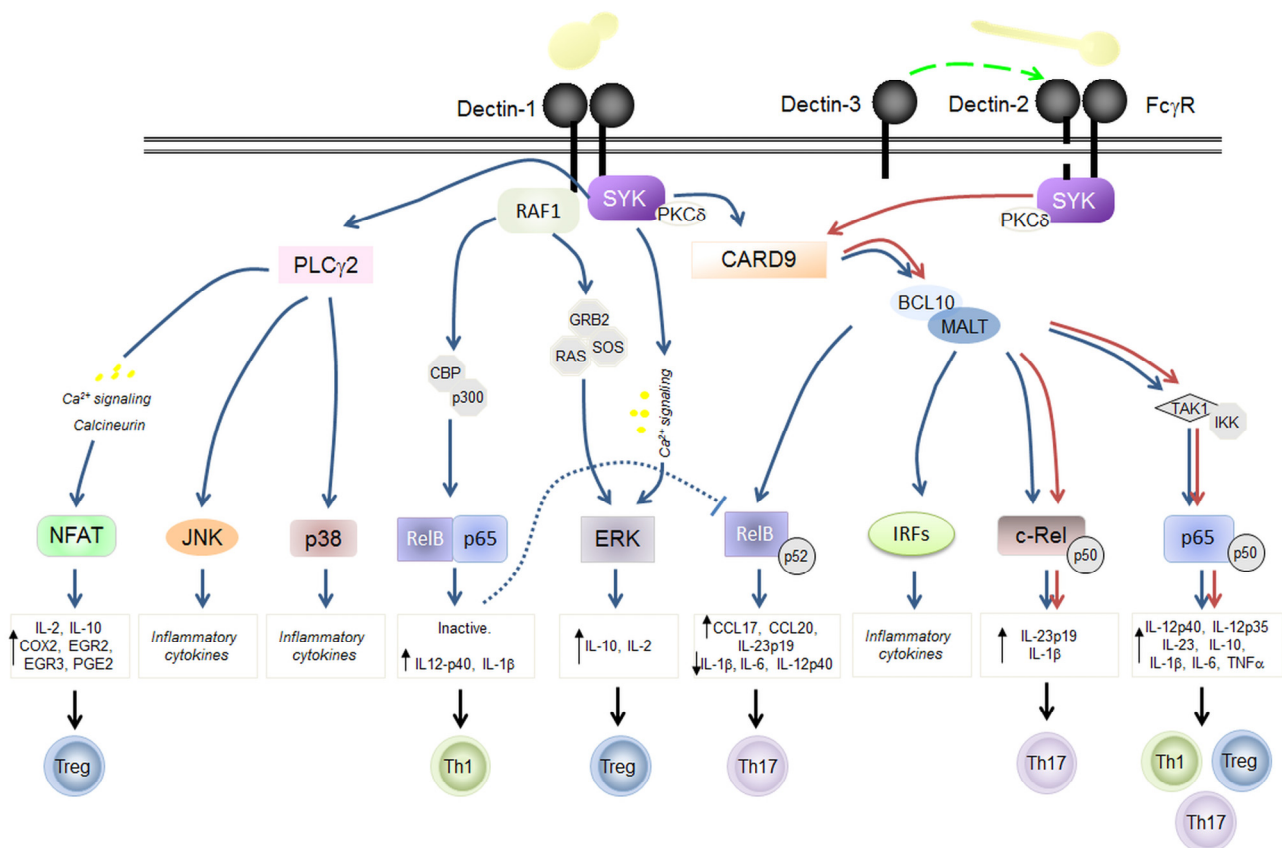 Dectin-1
Dectin-3
Dectin-2
FcγR
RAF1
SYK
PKCδ
PKCδ
SYK
PLCγ2
CARD9
BCL10
MALT
GRB2
SOS
RAS
CBP
p300
Ca²⁺ signaling
Calcineurin
Ca²⁺ signaling
TAK1
IKK
NFAT
JNK
p38
RelB
p65
ERK
RelB
p52
IRFs
c-Rel
p50
p65
p50
IL-2, IL-10
COX2, EGR2,
EGR3, PGE2
Inflammatory
cytokines
Inflammatory
cytokines
Inactive.
IL12-p40, IL-1β
IL-10, IL-2
CCL17, CCL20,
IL-23p19
IL-1β, IL-6, IL-12p40
Inflammatory
cytokines
IL-23p19
IL-1β
IL-12p40, IL-12p35
IL-23, IL-10,
IL-1β, IL-6, TNFα
Treg
Th1
Treg
Th17
Th17
Th1
Treg
Th17